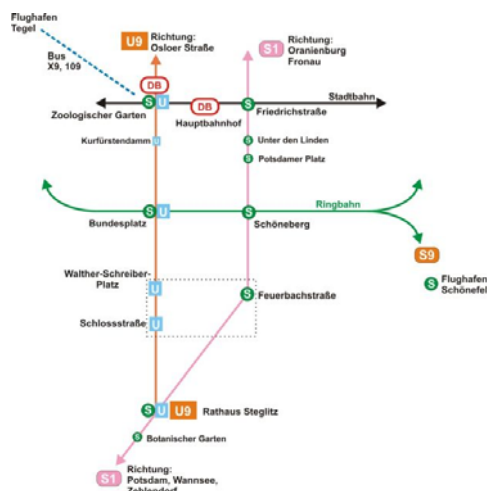 Flughafen
Tegel
Bus
X9, 109
U9
Richtung:
Osloer Straße
S1
Richtung:
Oranienburg
Fronau
DB
S
U
DB
S
Stadtbahn
Zoologischer Garten
Hauptbahnhof
Friedrichstraße
Kurfürstendamm
U
S
Unter den Linden
S
Potsdamer Platz
Ringbahn
S
U
S
Bundesplatz
Schöneberg
S9
S
Flughafen
Schönefel
Walther-Schreiber-
Platz
U
S
Feuerbachstraße
Schlossstraße
U
S
U
U9
Rathaus Steglitz
S
Botanischer Garten
S1
Richtung:
Potsdam, Wannsee,
Zehlendorf